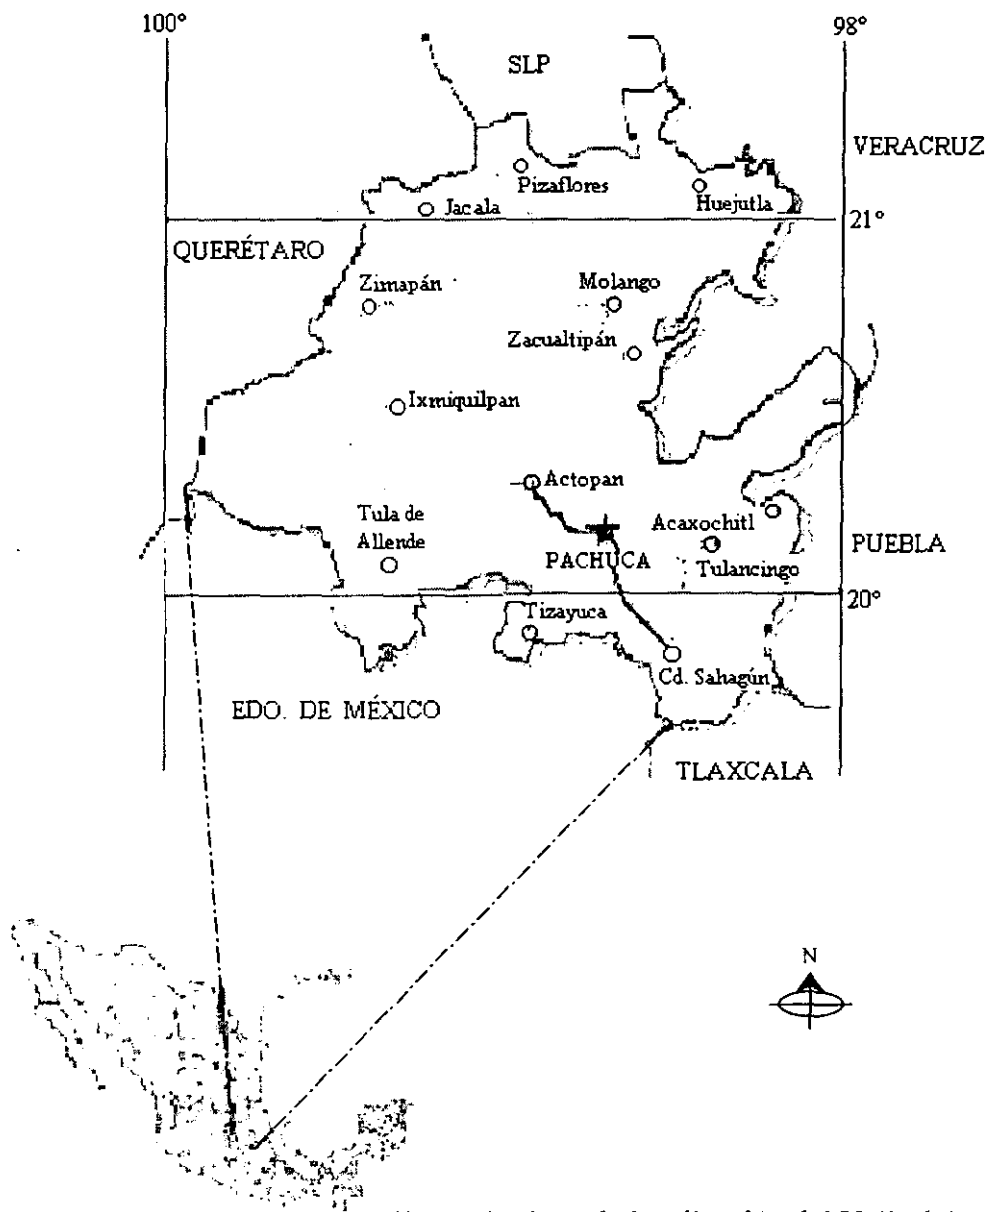 100°
98°
SLP
VERACRUZ
Pizaflores
Jacala
Huejutla
21°
QUERÉTARO
Zimapán
Molango
Zacualtipán
Ixmiquilpan
Actopan
Tula de
Allende
Acaxochitl
PACHUCA
Tulancingo
PUEBLA
20°
Tizayuca
Cd. Sahagún
EDO. DE MÉXICO
TLAXCALA
N